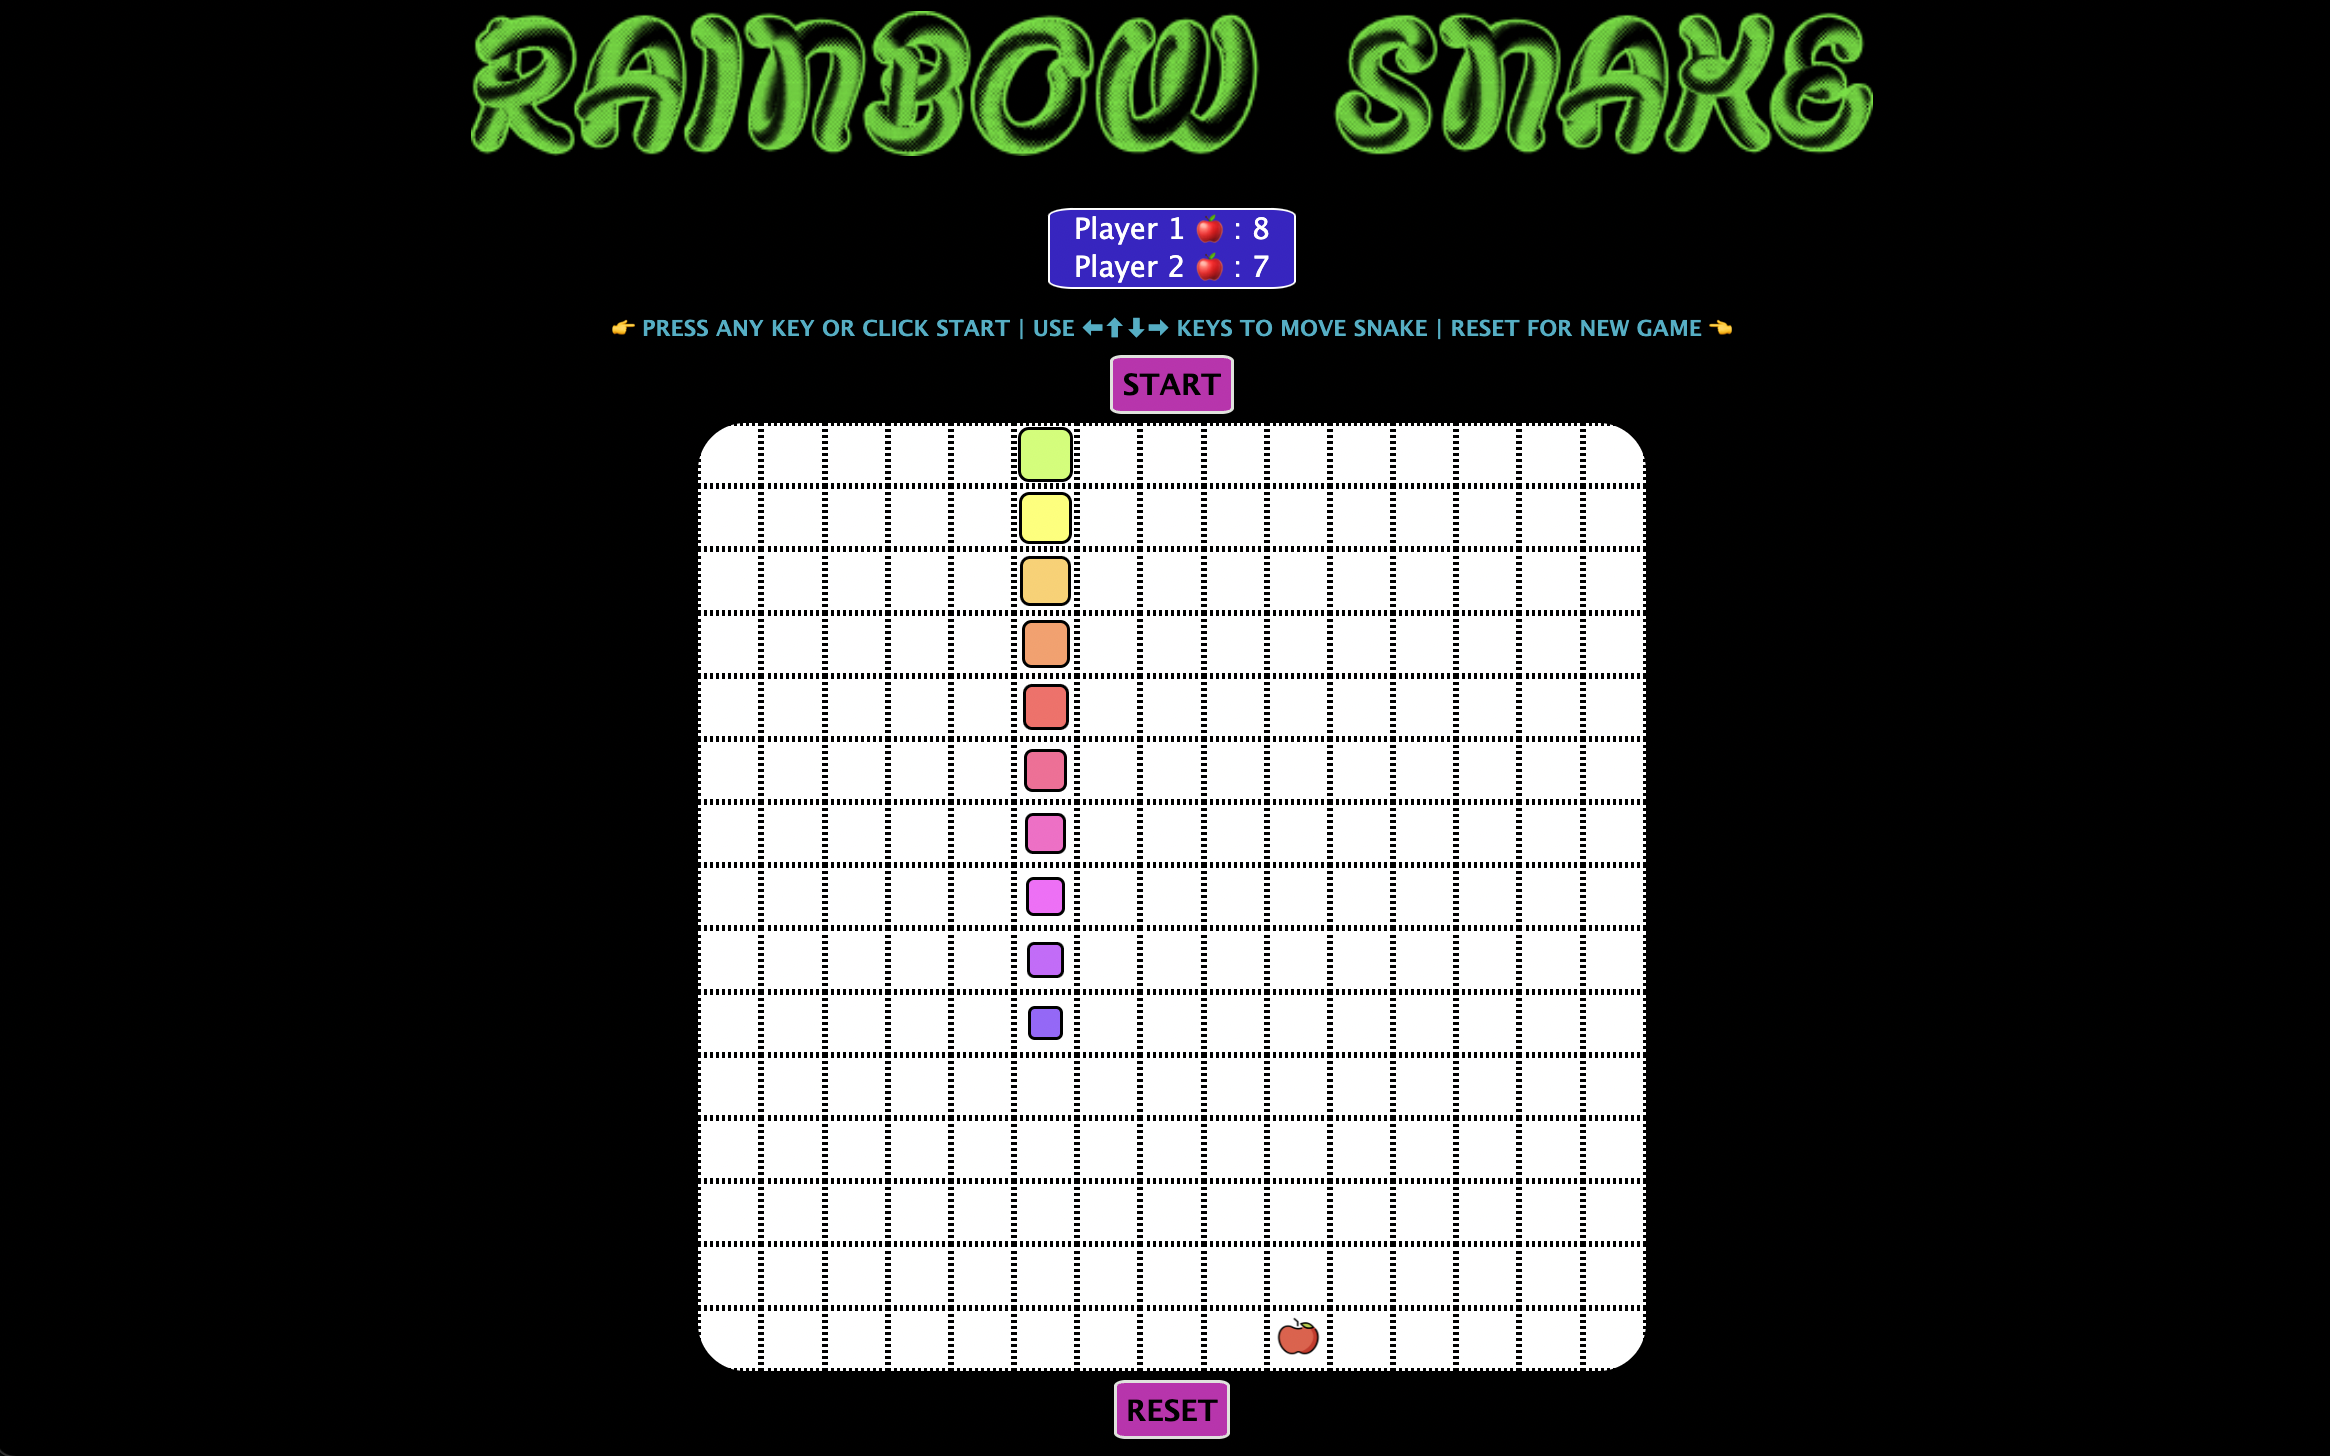 RAINBOW SNAKE
Player 1 🍎 : 8
Player 2 🍎 : 7
👉 PRESS ANY KEY OR CLICK START | USE ⬅⬆⬇➡ KEYS TO MOVE SNAKE | RESET FOR NEW GAME 👈
START
RESET